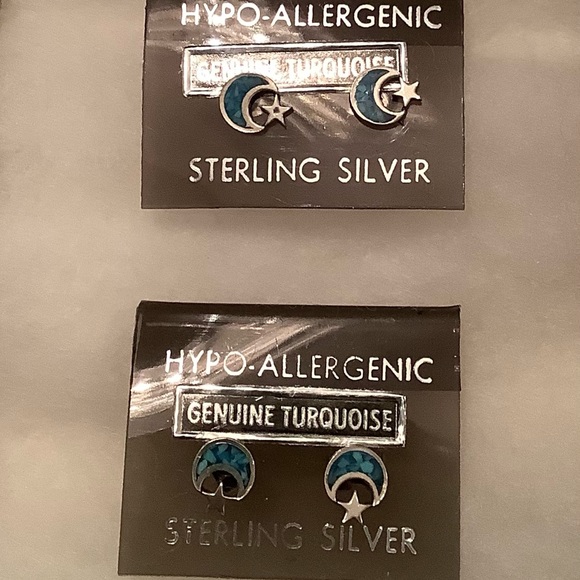 HYPO-ALLERGENIC
GENUINE TURQUOISE
STERLING SILVER
HYPO-ALLERGENIC
GENUINE TURQUOISE
STERLING SILVER